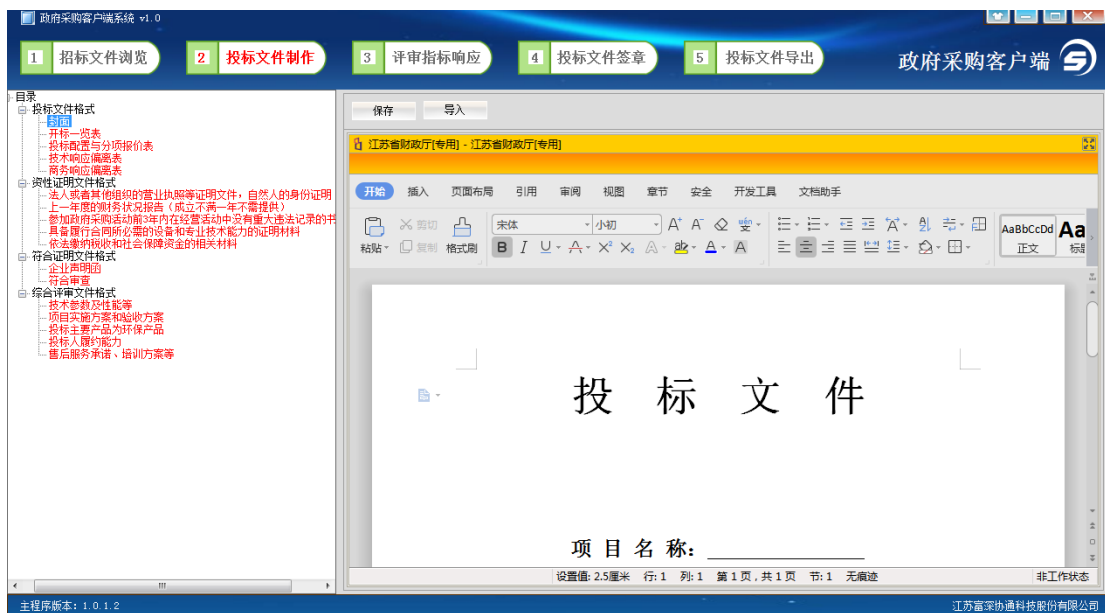 政府采购客户端系统 v1.0
1 招标文件浏览
2 投标文件制作
3 评审指标响应
4 投标文件签章
5 投标文件导出
政府采购客户端
目录
投标文件格式
封面
开标一览表
投标配置与分项报价表
技术响应偏离表
商务响应偏离表
资性证明文件格式
法人或者其他组织的营业执照等证明文件，自然人的身份证明
上一年度的财务状况报告（成立不满一年不需提供）
参加政府采购活动前3年内在经营活动中没有重大违法记录的书
具备履行合同所必需的设备和专业技术能力的证明材料
依法缴纳税收和社会保障资金的相关材料
符合证明文件格式
企业声明函
符合审查
综合评审文件格式
技术参数及性能等
项目实施方案和验收方案
投标主要产品为环保产品
投标人履约能力
售后服务承诺、培训方案等
保存 导入
江苏省财政厅[专用] - 江苏省财政厅[专用]
开始 插入 页面布局 引用 审阅 视图 章节 安全 开发工具 文档助手
剪切 宋体 小初
粘贴 复制 格式刷
AaBbCcDd Aa
正文 标题
投 标 文 件
项 目 名 称：
设置值: 2.5厘米 行: 1 列: 1 第 1 页 , 共 1 页 节: 1 无痕迹 非工作状态
主程序版本: 1.0.1.2
江苏富深协通科技股份有限公司